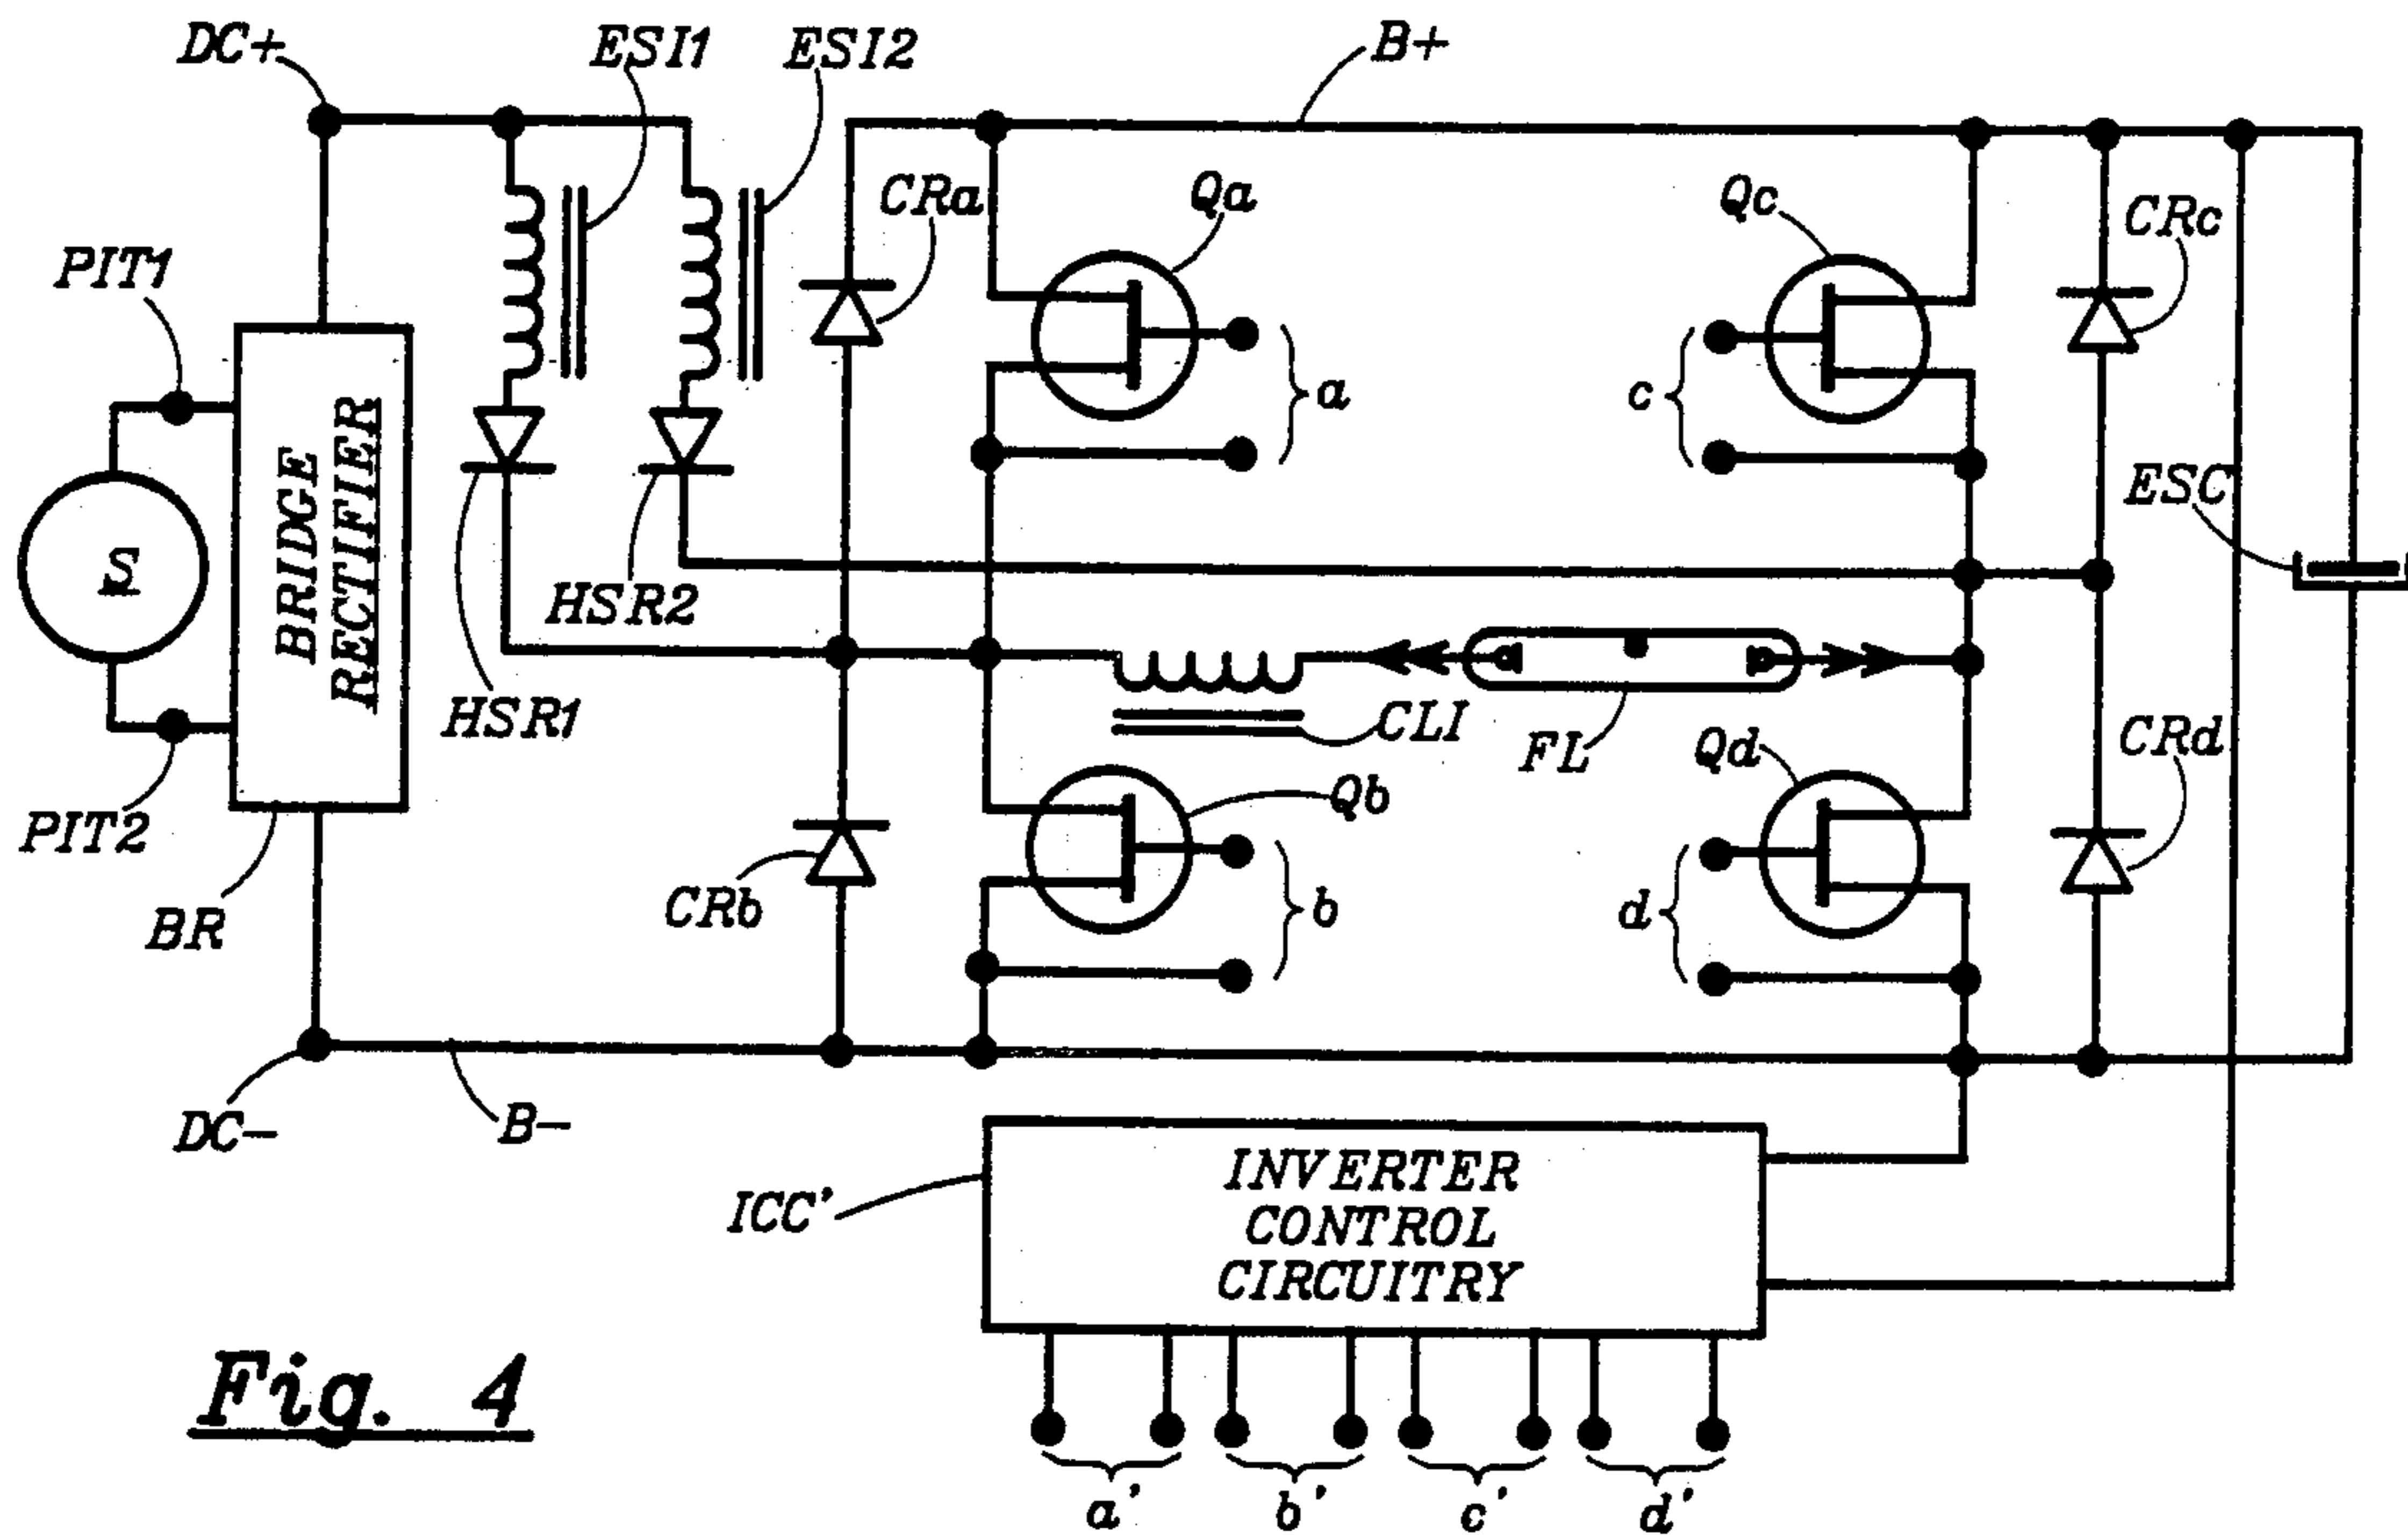 DC+
ESI1
ESI2
B+
CRa
Qa
Qc
CRc
PIT1
a
c
BRIDGE
RECTIFIER
S
ESC
HSR2
HSR1
CLI
FL
Qd
CRd
Qb
PIT2
CRb
b
d
BR
DC-
B-
ICC'
INVERTER
CONTROL
CIRCUITRY
Fig. 4
a'
b'
c'
d'